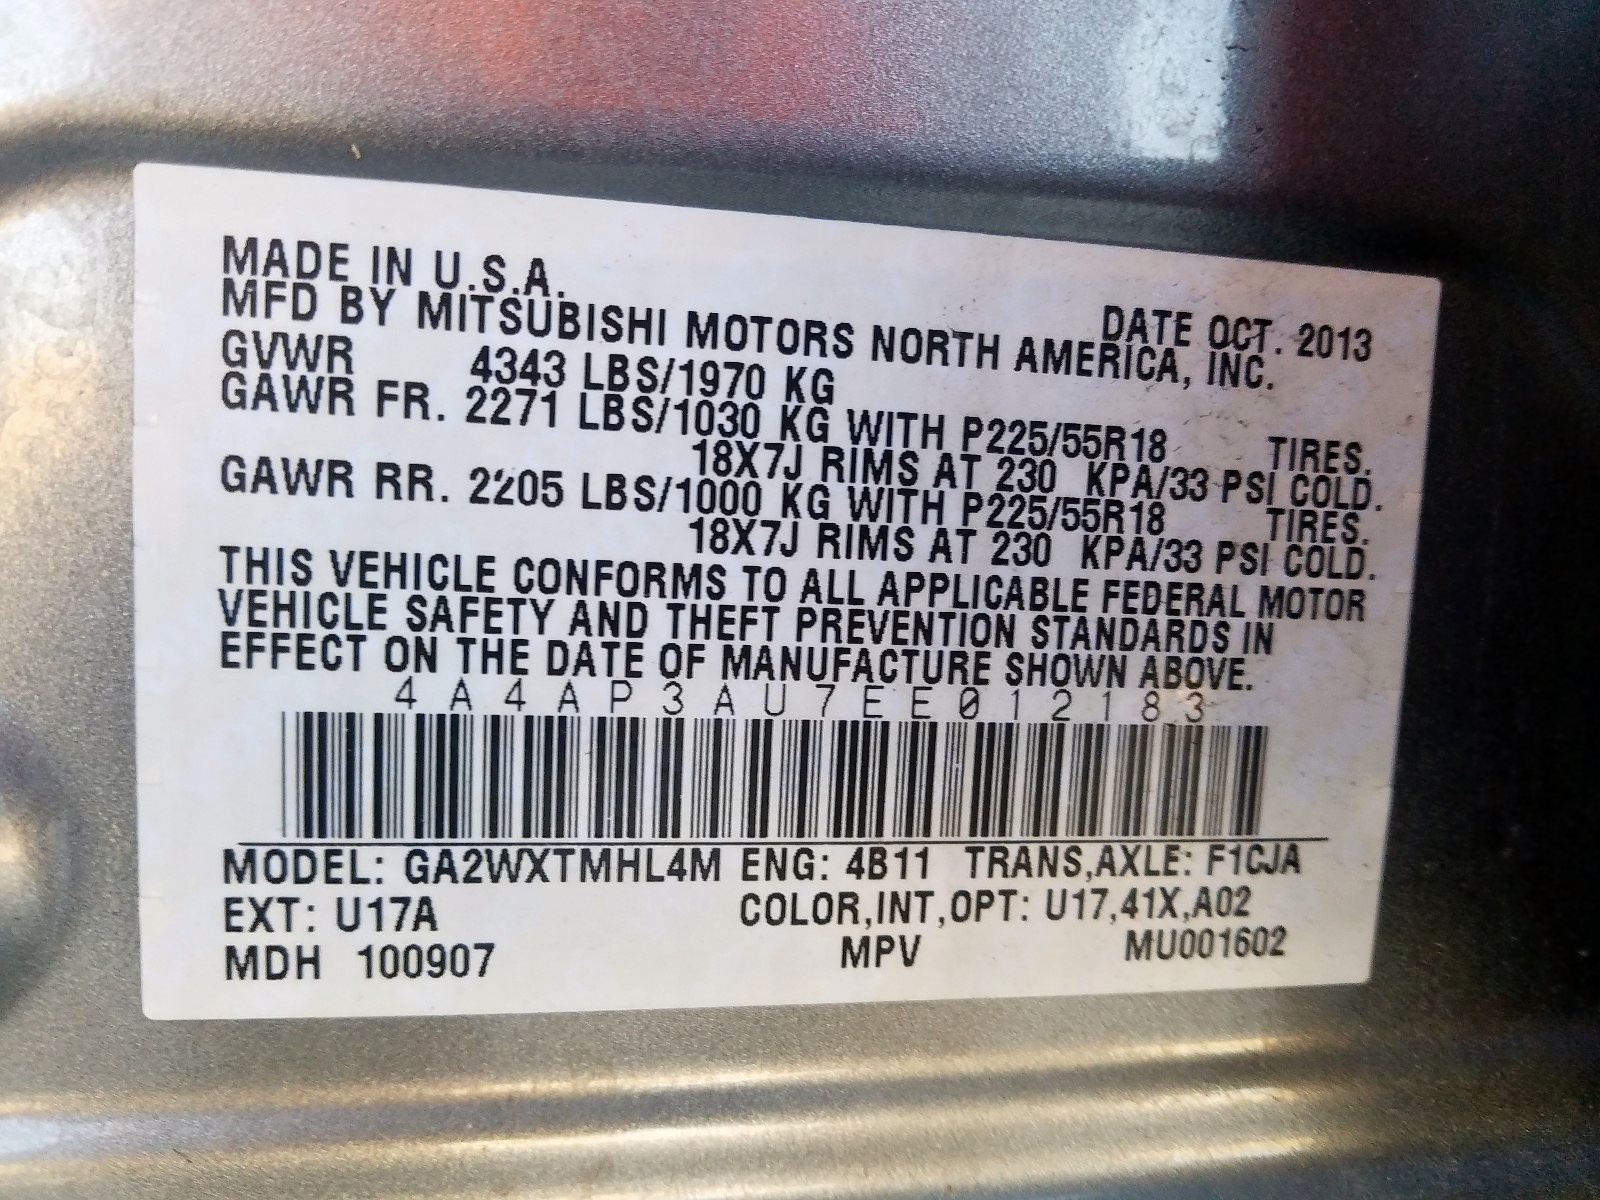 MADE IN U.S.A.
DATE OCT. 2013
MFD BY MITSUBISHI MOTORS NORTH AMERICA, INC.
GVWR 4343 LBS/1970 KG
GAWR FR. 2271 LBS/1030 KG WITH P225/55R18 TIRES.
18X7J RIMS AT 230 KPA/33 PSI COLD.
GAWR RR. 2205 LBS/1000 KG WITH P225/55R18 TIRES.
18X7J RIMS AT 230 KPA/33 PSI COLD.
THIS VEHICLE CONFORMS TO ALL APPLICABLE FEDERAL MOTOR
VEHICLE SAFETY AND THEFT PREVENTION STANDARDS IN
EFFECT ON THE DATE OF MANUFACTURE SHOWN ABOVE.
4A4AP3AU7EE012183
MODEL: GA2WXTMHL4M ENG: 4B11 TRANS,AXLE: F1CJA
EXT: U17A COLOR,INT,OPT: U17,41X,A02
MDH 100907 MPV MU001602